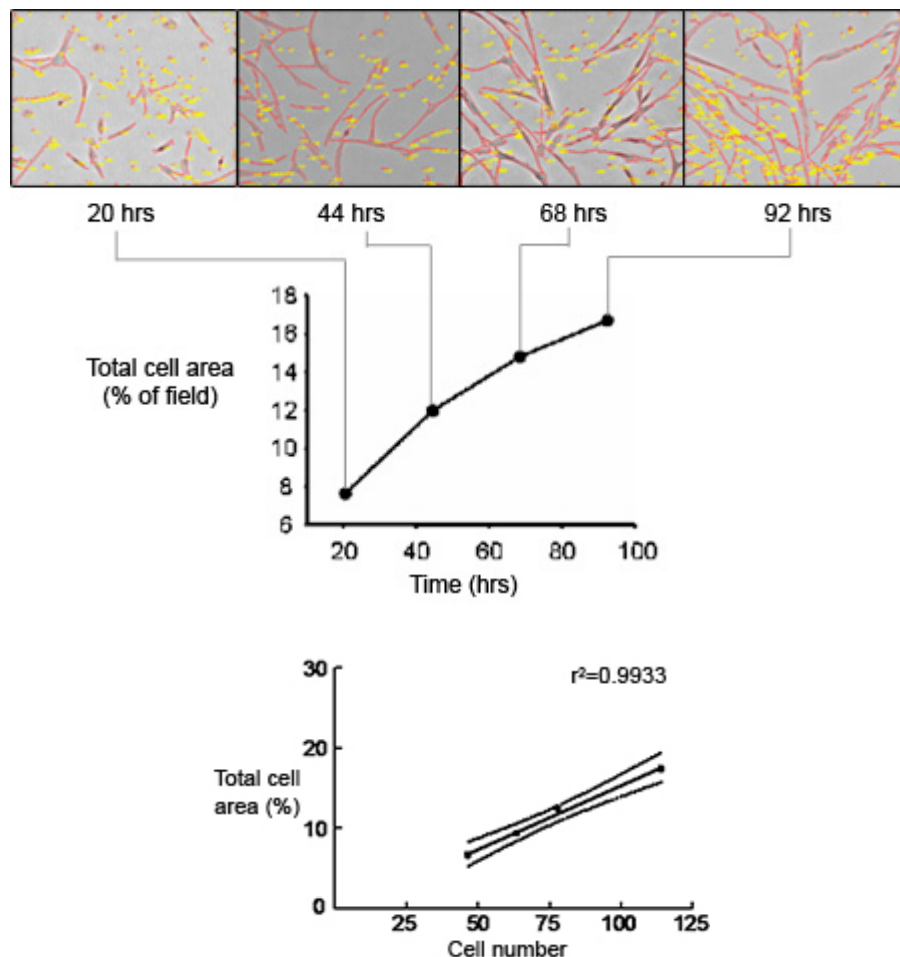 20 hrs
44 hrs
68 hrs
92 hrs
18
16
14
12
10
8
6
Total cell area
(% of field)
20
40
60
80
100
Time (hrs)
30
20
10
0
r²=0.9933
Total cell
area (%)
25
50
75
100
125
Cell number